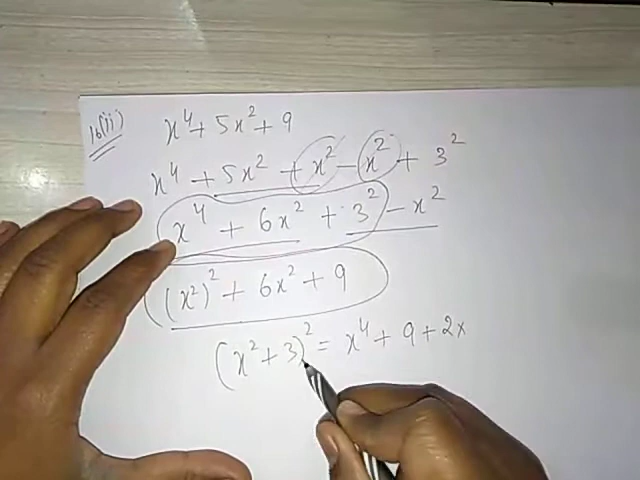 16(ii) x⁴ + 5x² + 9
x⁴ + 5x² + x² - x² + 3²
x⁴ + 6x² + 3² - x²
(x²)² + 6x² + 9
(x² + 3)² = x⁴ + 9 + 2x